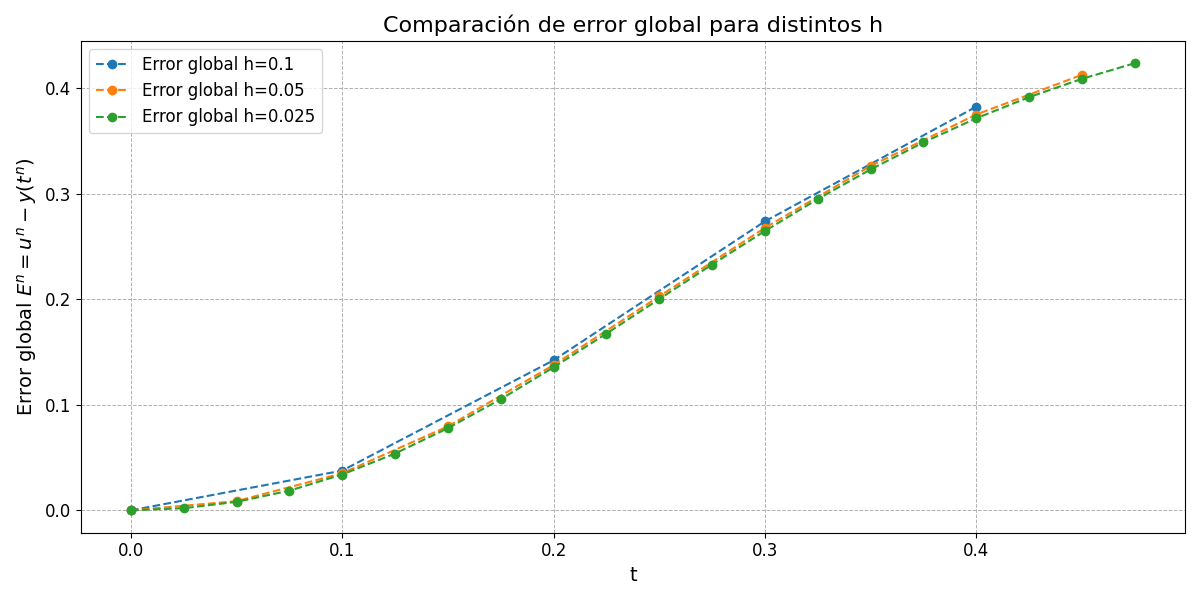 Comparación de error global para distintos h
Error global h=0.1
Error global h=0.05
Error global h=0.025
Error global $E^n = u^n - y(t^n)$
0.4
0.3
0.2
0.1
0.0
0.0 0.1 0.2 0.3 0.4
t